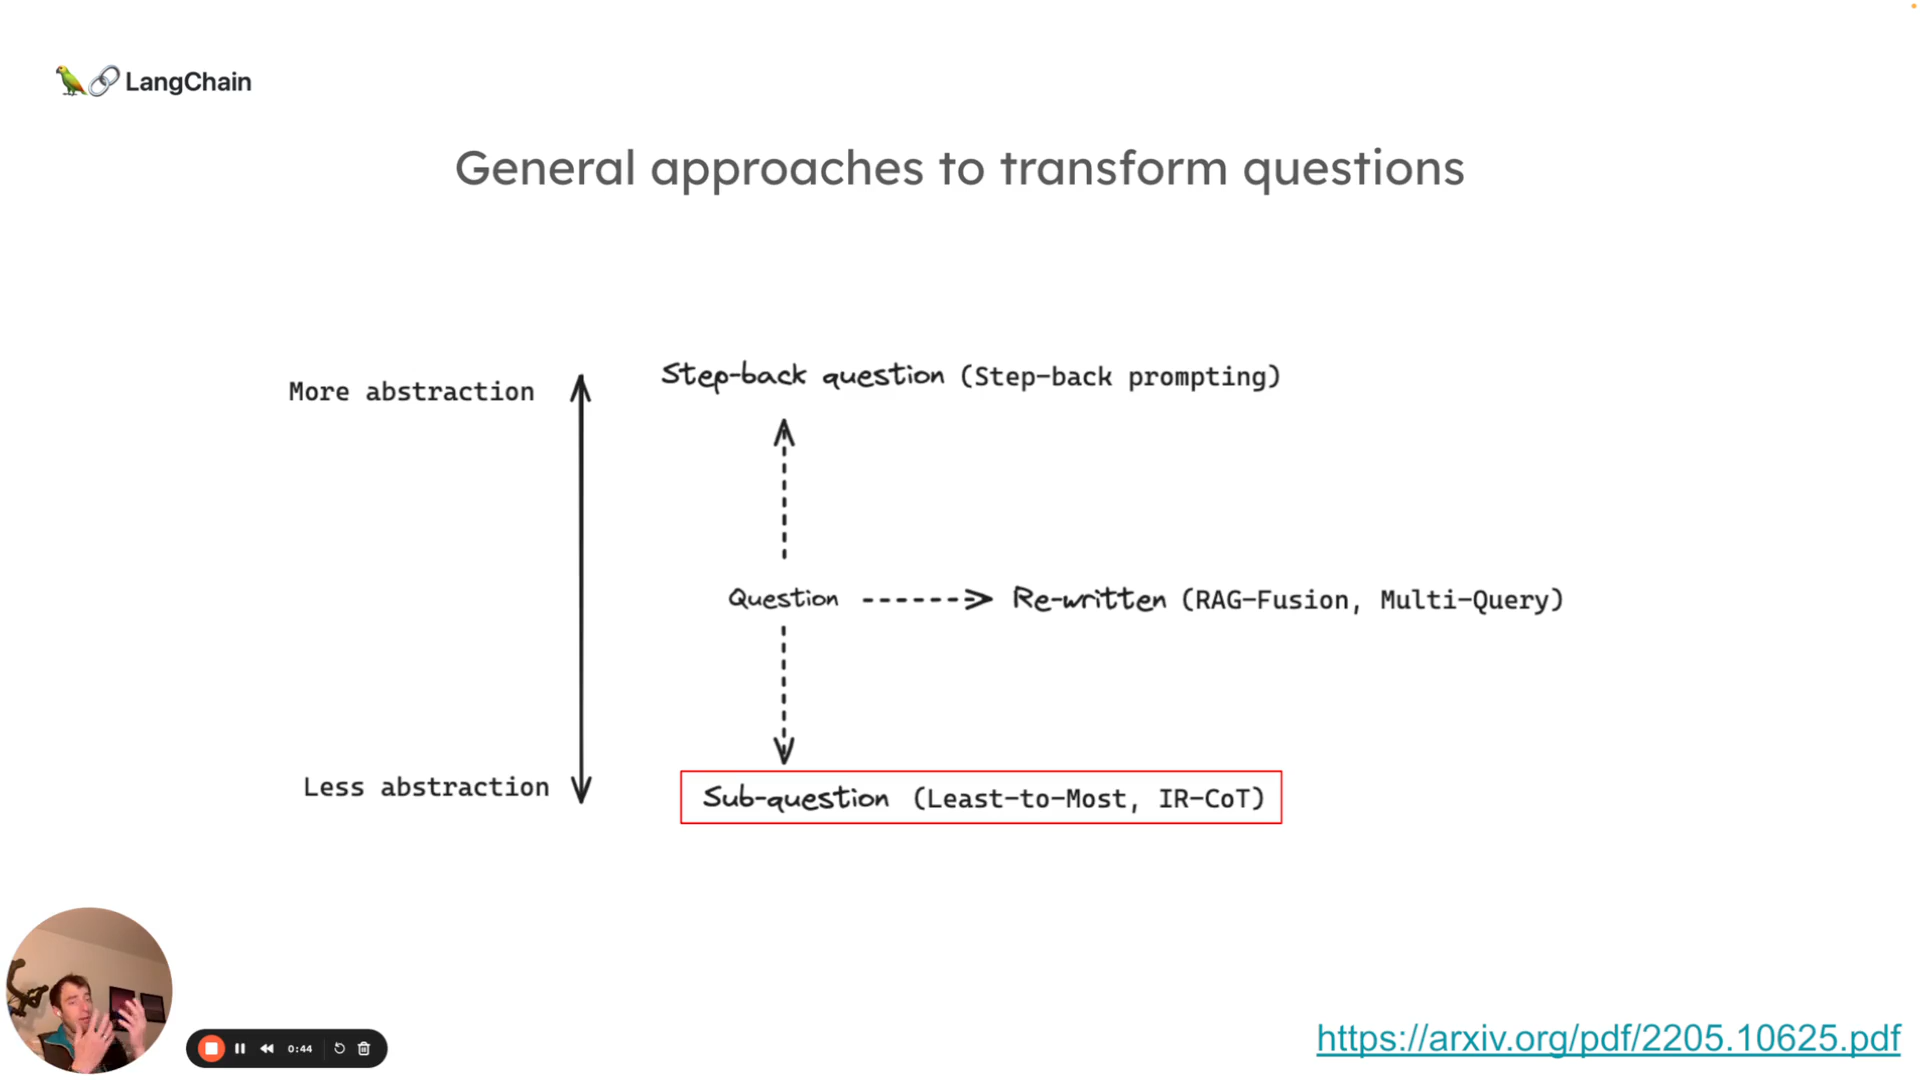 LangChain
General approaches to transform questions
More abstraction
Step-back question (Step-back prompting)
Question
Re-written (RAG-Fusion, Multi-Query)
Less abstraction
Sub-question (Least-to-Most, IR-CoT)
0:44
https://arxiv.org/pdf/2205.10625.pdf